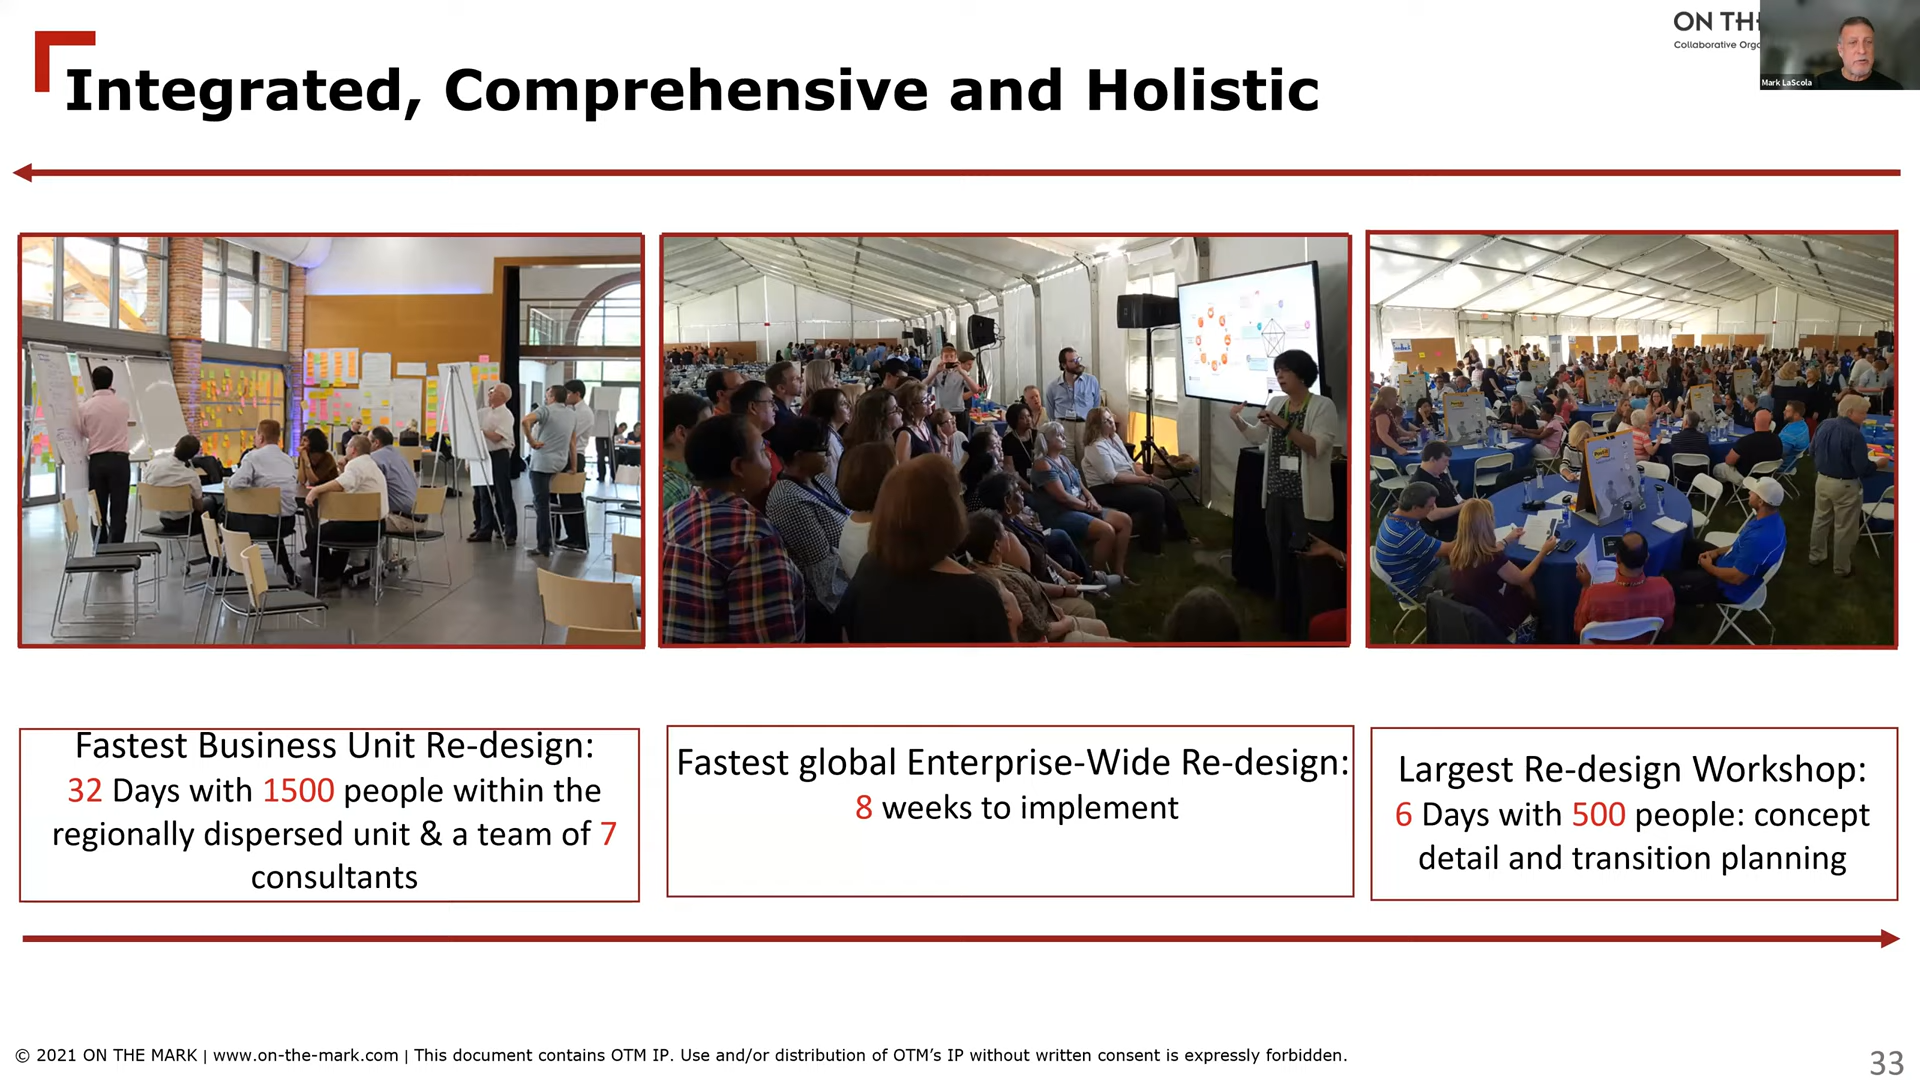 ON TH
Collaborative Orga
Mark LaScola
Integrated, Comprehensive and Holistic
Fastest Business Unit Re-design:
32 Days with 1500 people within the
regionally dispersed unit & a team of 7
consultants
Fastest global Enterprise-Wide Re-design:
8 weeks to implement
Largest Re-design Workshop:
6 Days with 500 people: concept
detail and transition planning
© 2021 ON THE MARK | www.on-the-mark.com | This document contains OTM IP. Use and/or distribution of OTM’s IP without written consent is expressly forbidden.
33